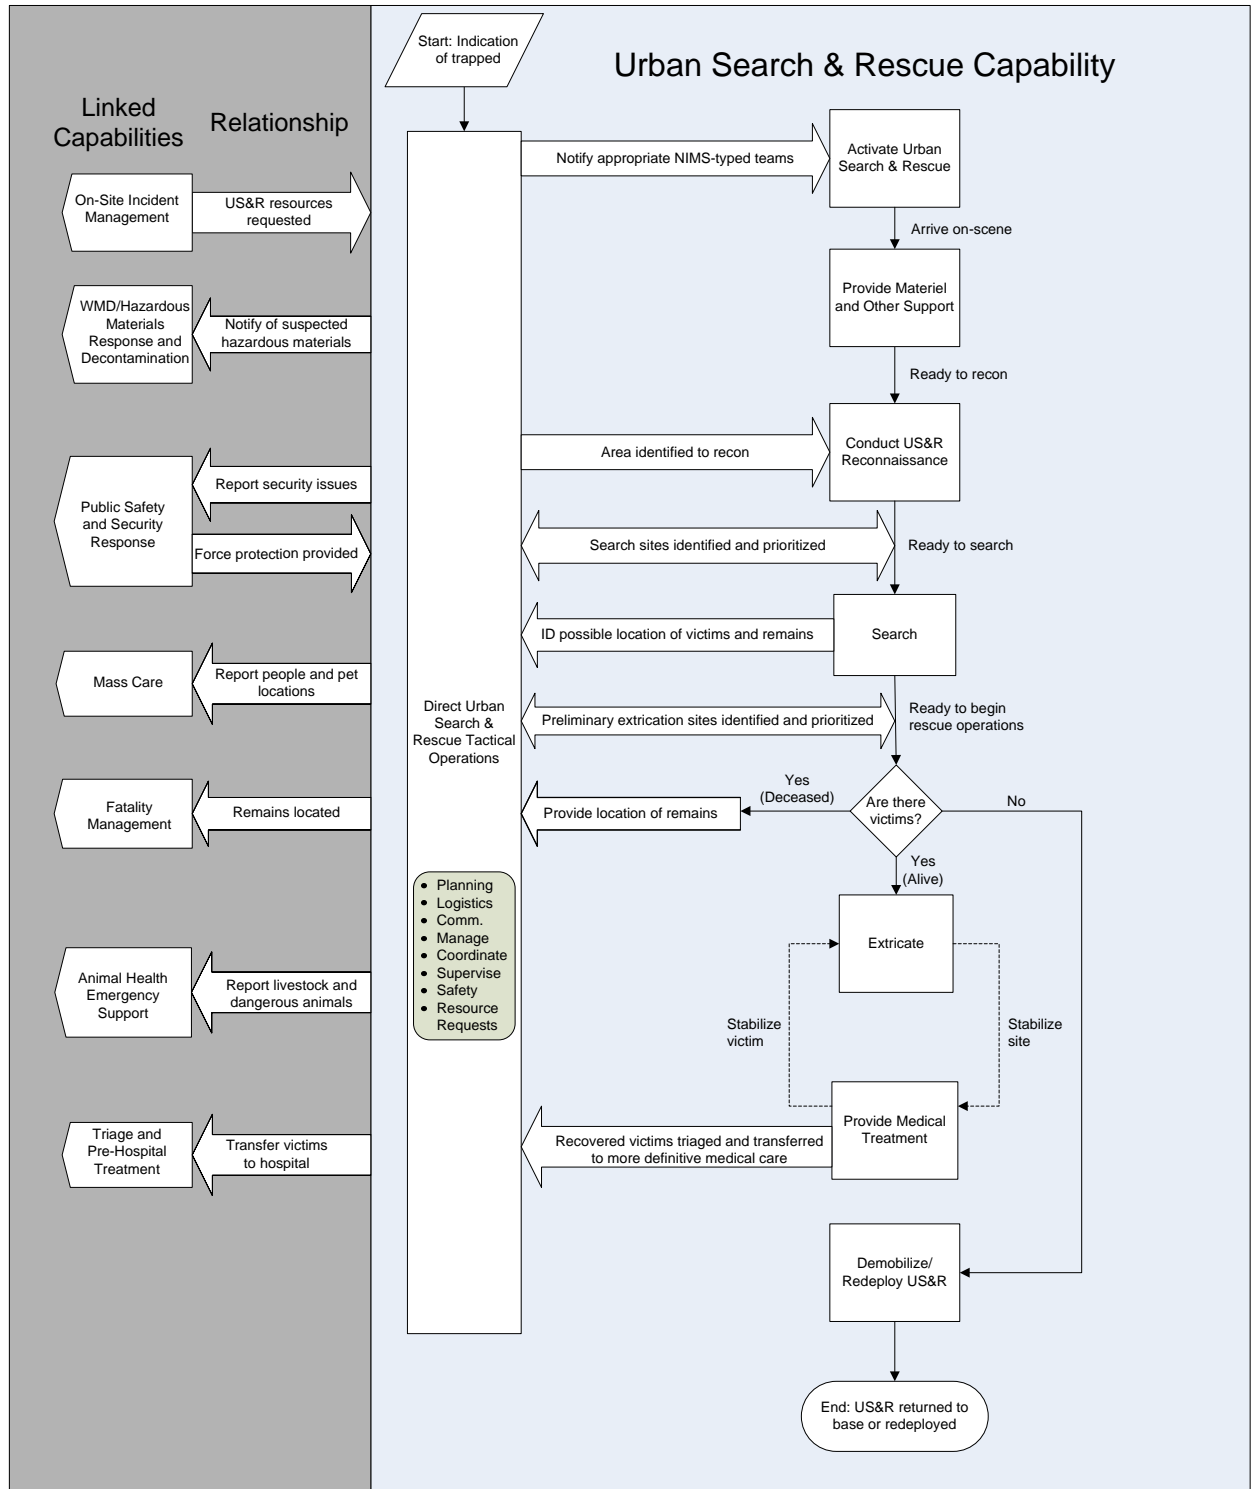 Start: Indication
of trapped
Urban Search & Rescue Capability
Linked
Capabilities
Relationship
On-Site Incident
Management
US&R resources
requested
WMD/Hazardous
Materials
Response and
Decontamination
Notify of suspected
hazardous materials
Public Safety
and Security
Response
Report security issues
Force protection provided
Mass Care
Report people and pet
locations
Fatality
Management
Remains located
Animal Health
Emergency
Support
Report livestock and
dangerous animals
Triage and
Pre-Hospital
Treatment
Transfer victims
to hospital
Direct Urban
Search &
Rescue Tactical
Operations
• Planning
• Logistics
• Comm.
• Manage
• Coordinate
• Supervise
• Safety
• Resource
Requests
Notify appropriate NIMS-typed teams
Activate Urban
Search & Rescue
Arrive on-scene
Provide Materiel
and Other Support
Ready to recon
Area identified to recon
Conduct US&R
Reconnaissance
Search sites identified and prioritized
Ready to search
ID possible location of victims and remains
Search
Preliminary extrication sites identified and prioritized
Ready to begin
rescue operations
Yes
(Deceased)
Are there
victims?
No
Provide location of remains
Yes
(Alive)
Extricate
Stabilize
victim
Stabilize
site
Recovered victims triaged and transferred
to more definitive medical care
Provide Medical
Treatment
Demobilize/
Redeploy US&R
End: US&R returned to
base or redeployed